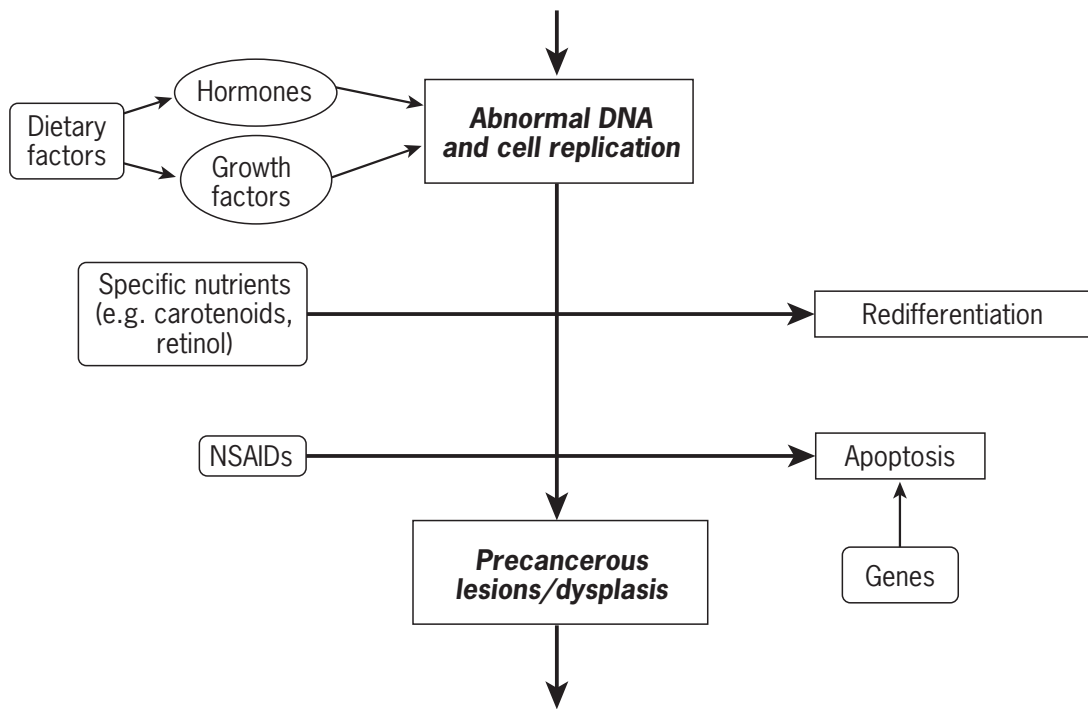 Hormones
Dietary
factors
Growth
factors
Abnormal DNA
and cell replication
Specific nutrients
(e.g. carotenoids,
retinol)
Redifferentiation
NSAIDs
Apoptosis
Precancerous
lesions/dysplasis
Genes